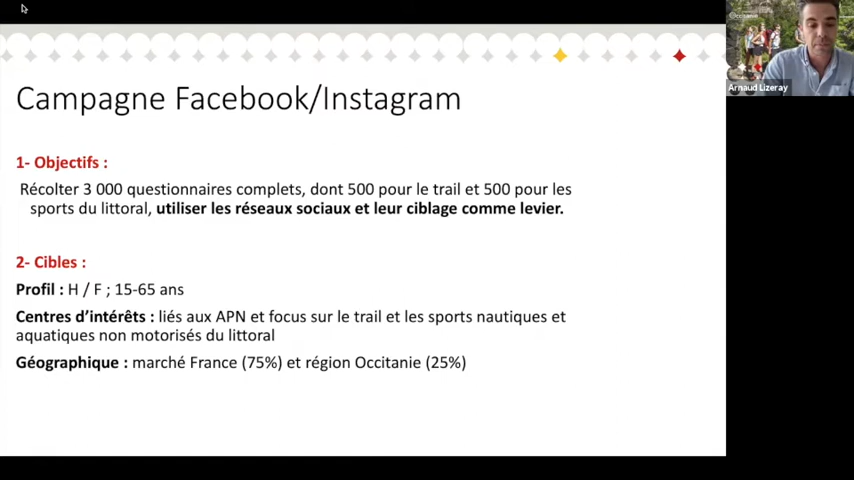 Occitanie
Arnaud Lizeray
Campagne Facebook/Instagram
1- Objectifs :
Récolter 3 000 questionnaires complets, dont 500 pour le trail et 500 pour les
sports du littoral, utiliser les réseaux sociaux et leur ciblage comme levier.
2- Cibles :
Profil : H / F ; 15-65 ans
Centres d’intérêts : liés aux APN et focus sur le trail et les sports nautiques et
aquatiques non motorisés du littoral
Géographique : marché France (75%) et région Occitanie (25%)